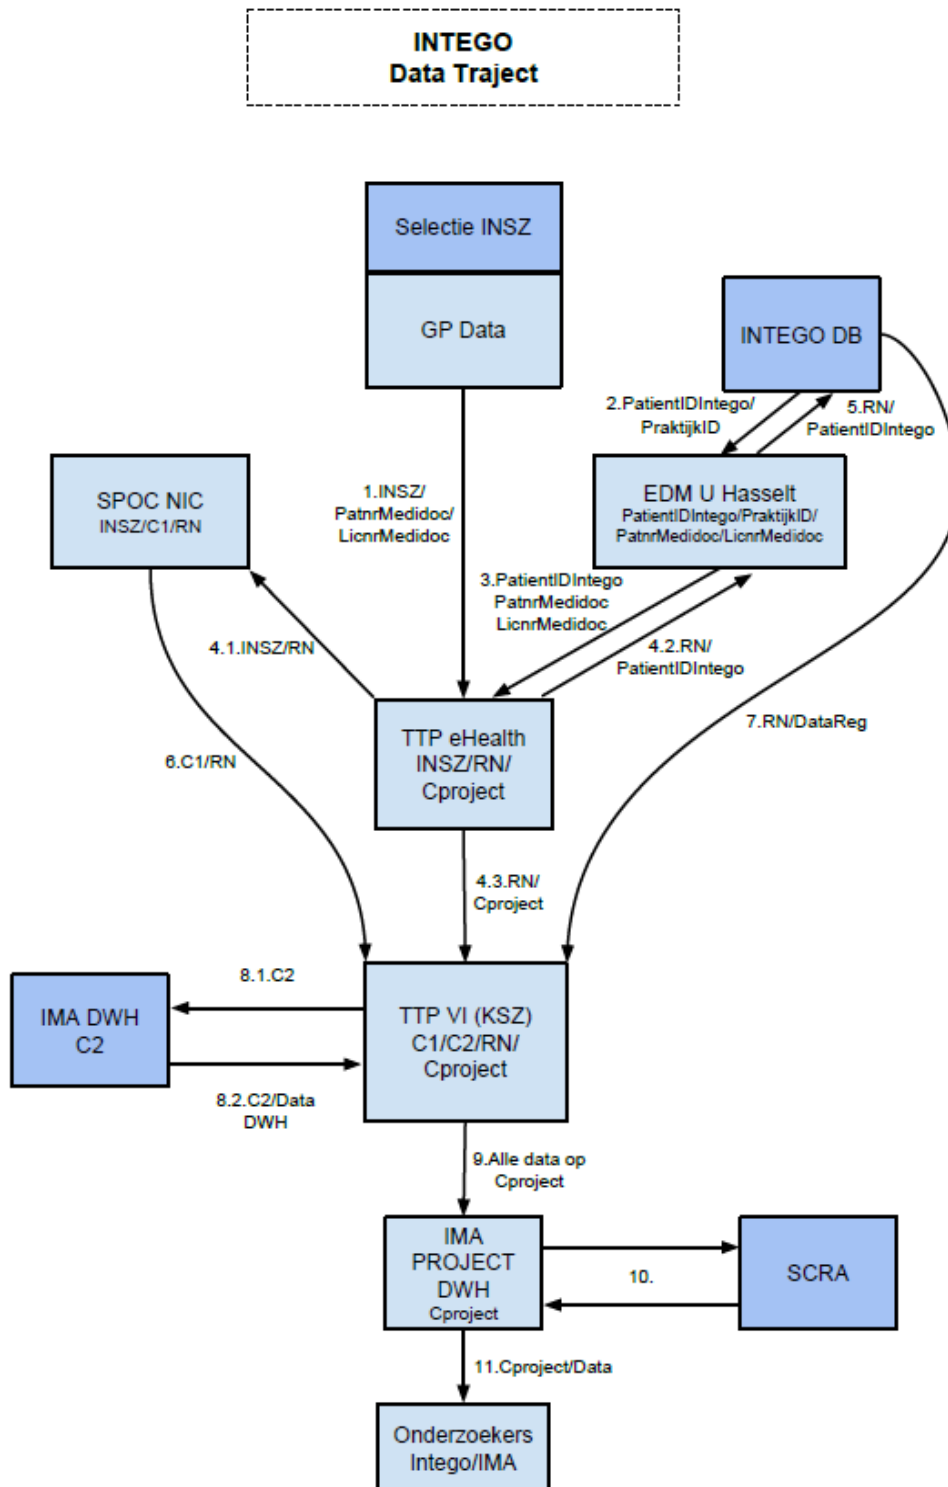 INTEGO
Data Traject
Selectie INSZ
GP Data
INTEGO DB
2.PatientIDIntego/
PraktijkID
5.RN/
PatientIDIntego
SPOC NIC
INSZ/C1/RN
1.INSZ/
PatnrMedidoc/
LicnrMedidoc
EDM U Hasselt
PatientIDIntego/PraktijkID/
PatnrMedidoc/LicnrMedidoc
3.PatientIDIntego
PatnrMedidoc
LicnrMedidoc
4.1.INSZ/RN
4.2.RN/
PatientIDIntego
TTP eHealth
INSZ/RN/
Cproject
7.RN/DataReg
6.C1/RN
4.3.RN/
Cproject
8.1.C2
IMA DWH
C2
TTP VI (KSZ)
C1/C2/RN/
Cproject
8.2.C2/Data
DWH
9.Alle data op
Cproject
IMA
PROJECT
DWH
Cproject
10.
SCRA
11.Cproject/Data
Onderzoekers
Intego/IMA